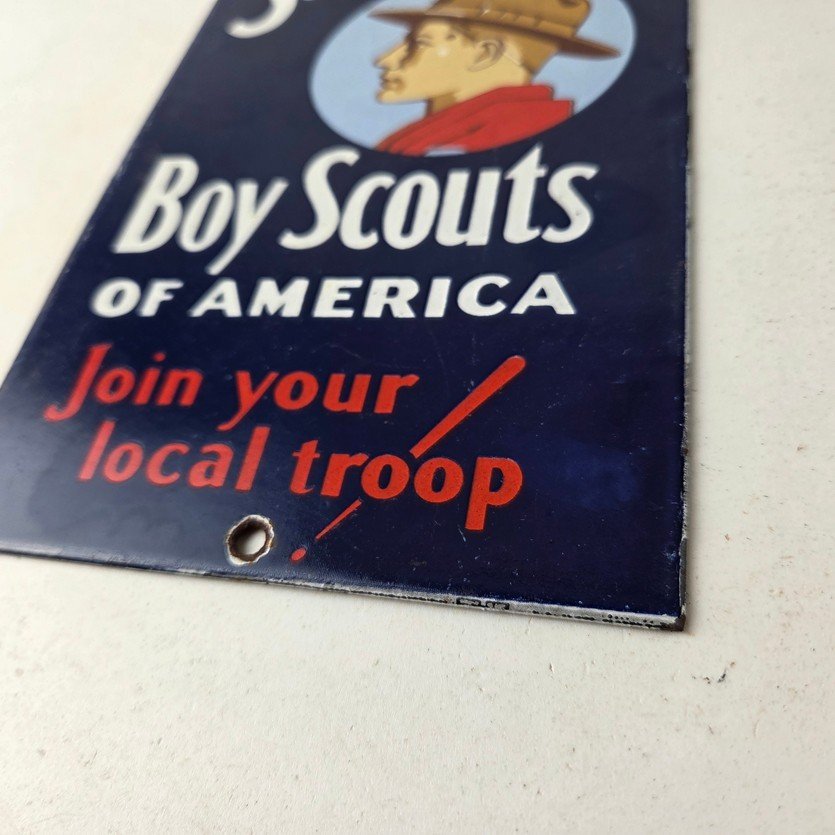 Boy Scouts
OF AMERICA
Join your
local troop!